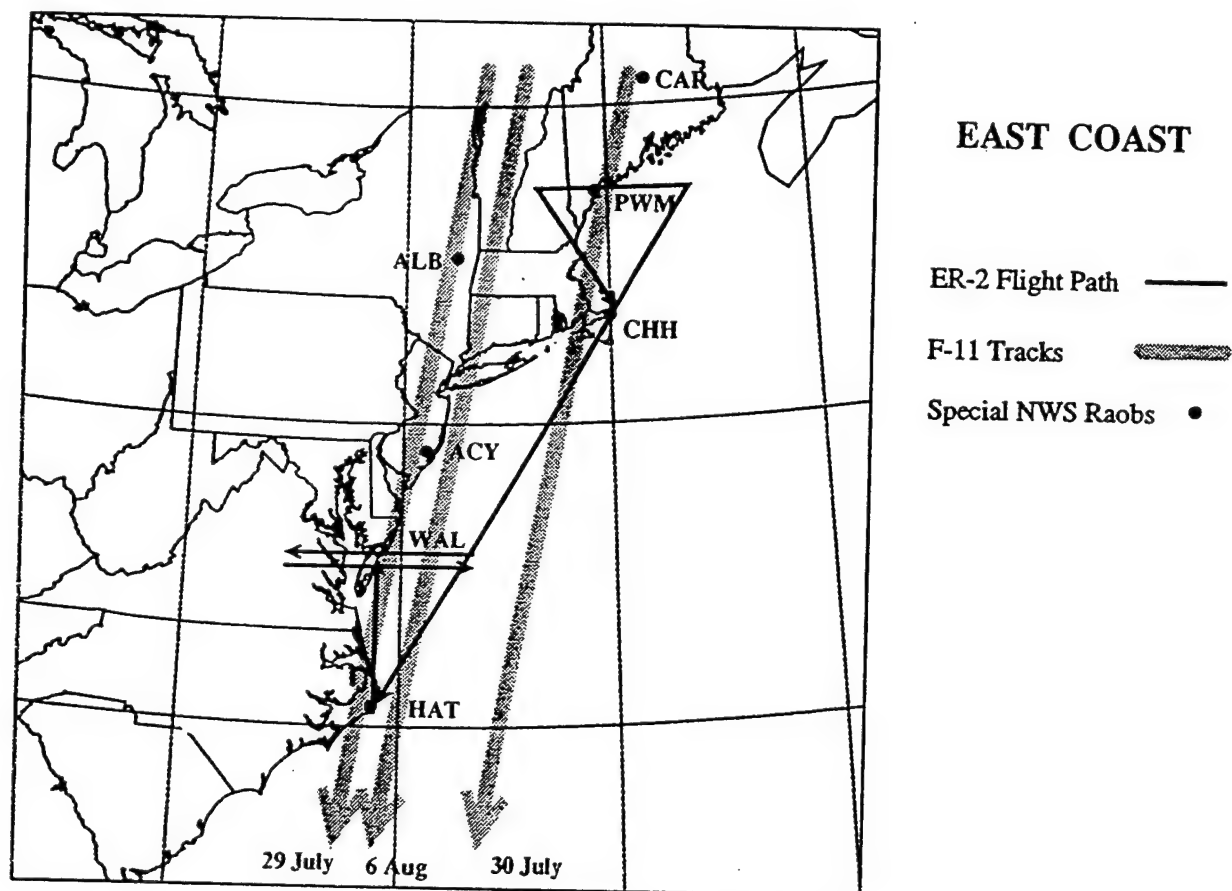 CAR
EAST COAST
PWM
ALB
ER-2 Flight Path
CHH
F-11 Tracks
Special NWS Raobs
ACY
WAL
HAT
29 July
6 Aug
30 July